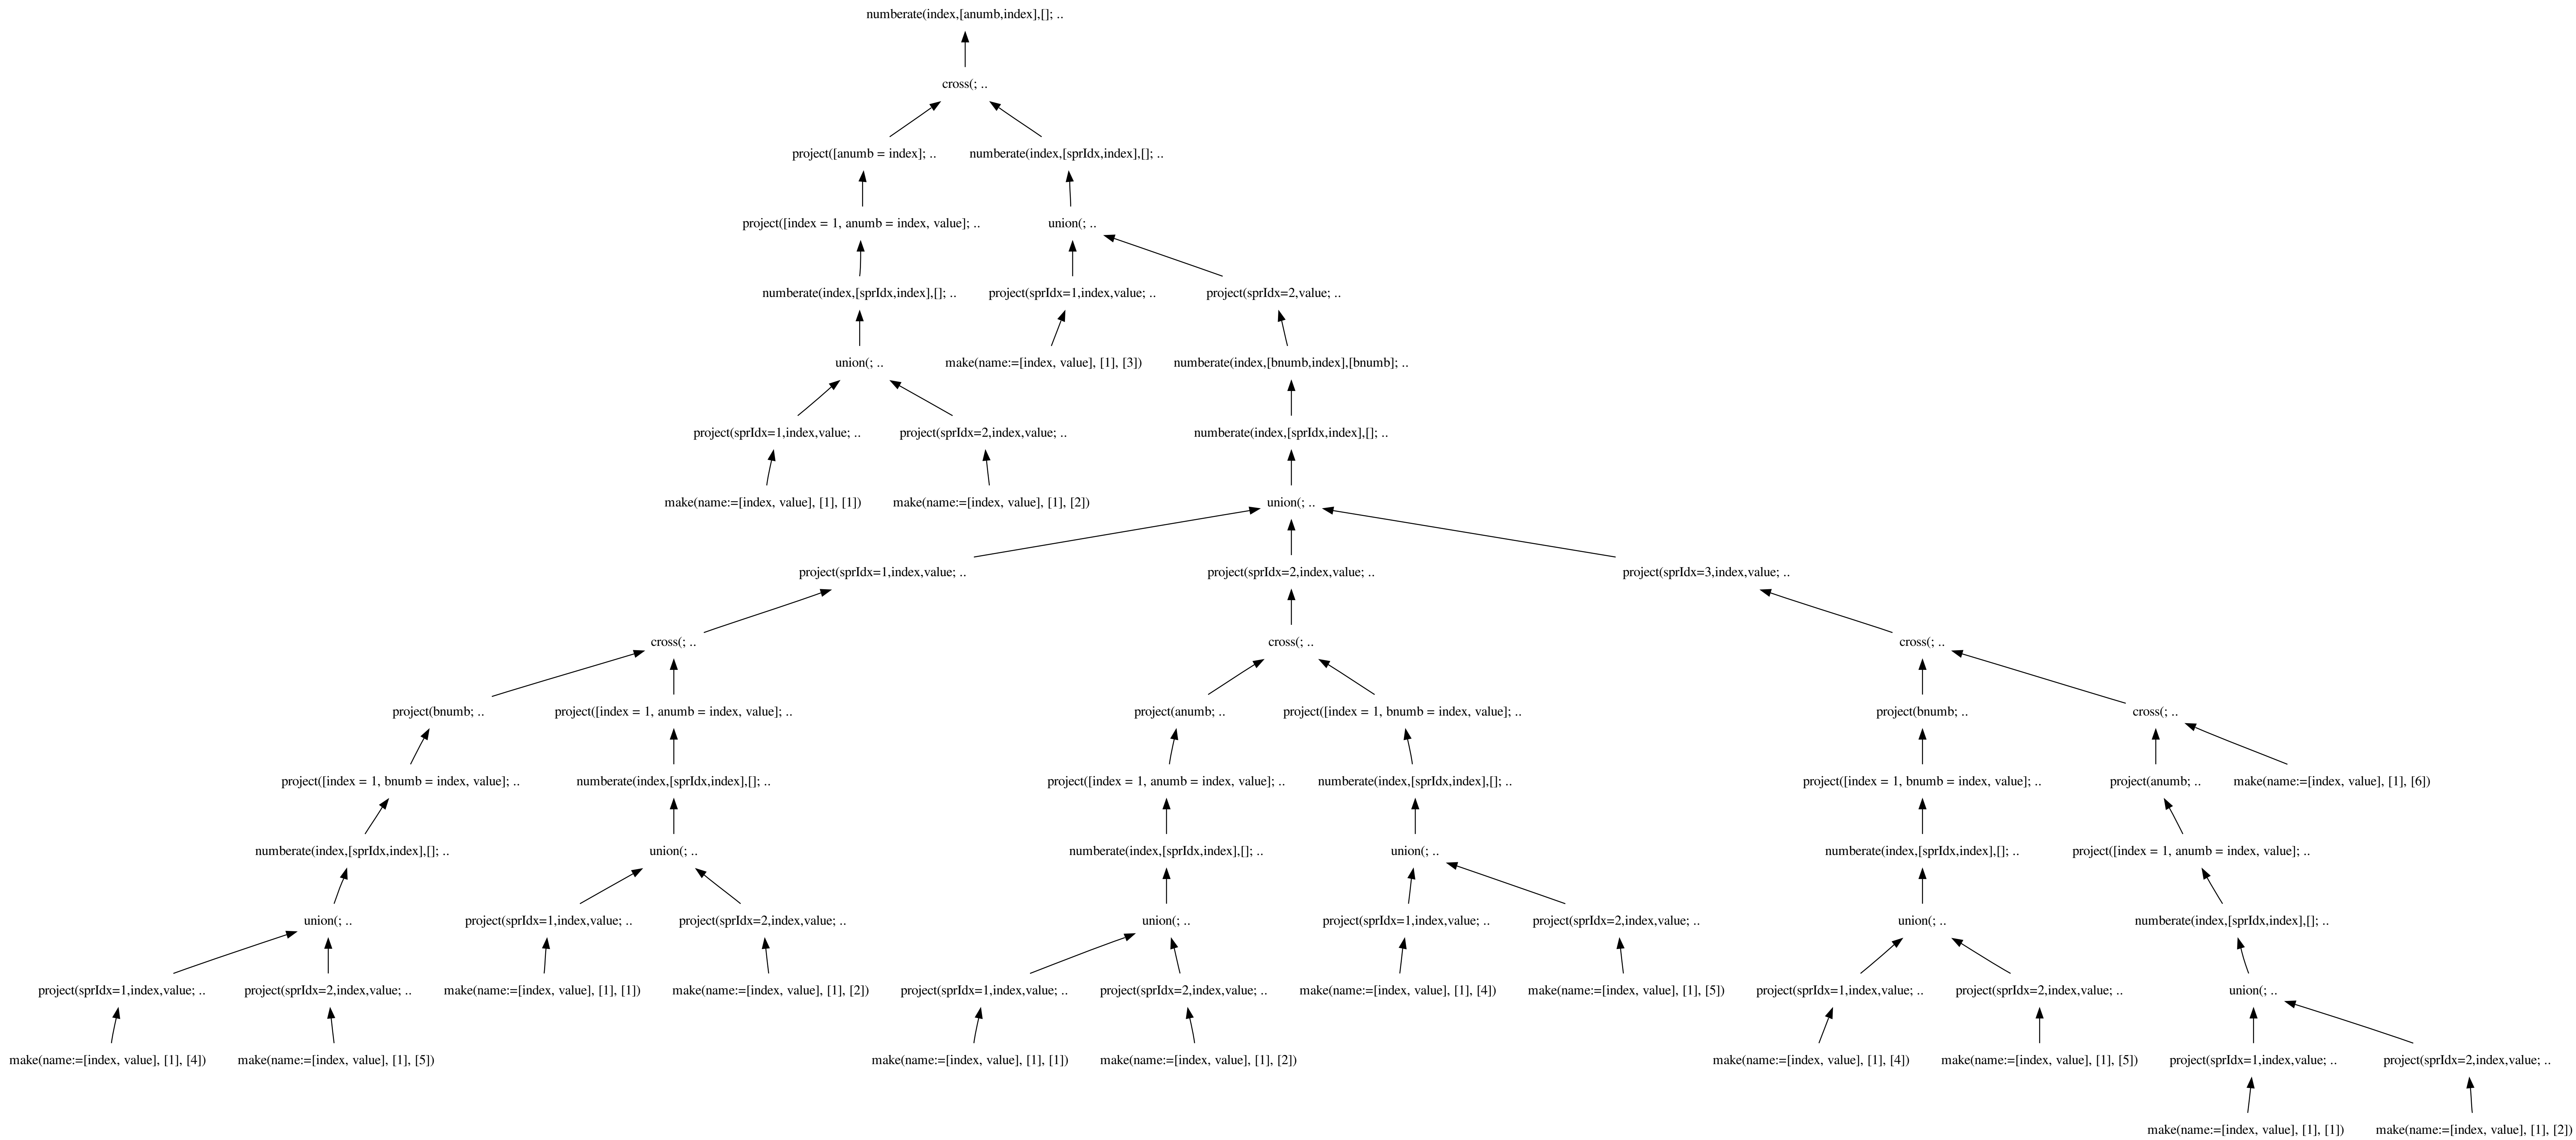 numberate(index,[anumb,index],[]; ..
cross(; ..
project([anumb = index]; ..
numberate(index,[sprIdx,index],[]; ..
project([index = 1, anumb = index, value]; ..
union(; ..
numberate(index,[sprIdx,index],[]; ..
project(sprIdx=1,index,value; ..
project(sprIdx=2,value; ..
union(; ..
make(name:=[index, value], [1], [3])
numberate(index,[bnumb,index],[bnumb]; ..
project(sprIdx=1,index,value; ..
project(sprIdx=2,index,value; ..
numberate(index,[sprIdx,index],[]; ..
make(name:=[index, value], [1], [1])
make(name:=[index, value], [1], [2])
union(; ..
project(sprIdx=1,index,value; ..
project(sprIdx=2,index,value; ..
project(sprIdx=3,index,value; ..
cross(; ..
cross(; ..
cross(; ..
project(bnumb; ..
project([index = 1, anumb = index, value]; ..
project(anumb; ..
project([index = 1, bnumb = index, value]; ..
project(bnumb; ..
cross(; ..
project([index = 1, bnumb = index, value]; ..
numberate(index,[sprIdx,index],[]; ..
project([index = 1, anumb = index, value]; ..
numberate(index,[sprIdx,index],[]; ..
project([index = 1, bnumb = index, value]; ..
project(anumb; ..
make(name:=[index, value], [1], [6])
numberate(index,[sprIdx,index],[]; ..
union(; ..
numberate(index,[sprIdx,index],[]; ..
union(; ..
numberate(index,[sprIdx,index],[]; ..
project([index = 1, anumb = index, value]; ..
union(; ..
project(sprIdx=1,index,value; ..
project(sprIdx=2,index,value; ..
union(; ..
project(sprIdx=1,index,value; ..
project(sprIdx=2,index,value; ..
union(; ..
numberate(index,[sprIdx,index],[]; ..
project(sprIdx=1,index,value; ..
project(sprIdx=2,index,value; ..
make(name:=[index, value], [1], [1])
make(name:=[index, value], [1], [2])
project(sprIdx=1,index,value; ..
project(sprIdx=2,index,value; ..
make(name:=[index, value], [1], [4])
make(name:=[index, value], [1], [5])
project(sprIdx=1,index,value; ..
project(sprIdx=2,index,value; ..
union(; ..
make(name:=[index, value], [1], [4])
make(name:=[index, value], [1], [5])
make(name:=[index, value], [1], [1])
make(name:=[index, value], [1], [2])
make(name:=[index, value], [1], [4])
make(name:=[index, value], [1], [5])
project(sprIdx=1,index,value; ..
project(sprIdx=2,index,value; ..
make(name:=[index, value], [1], [1])
make(name:=[index, value], [1], [2])